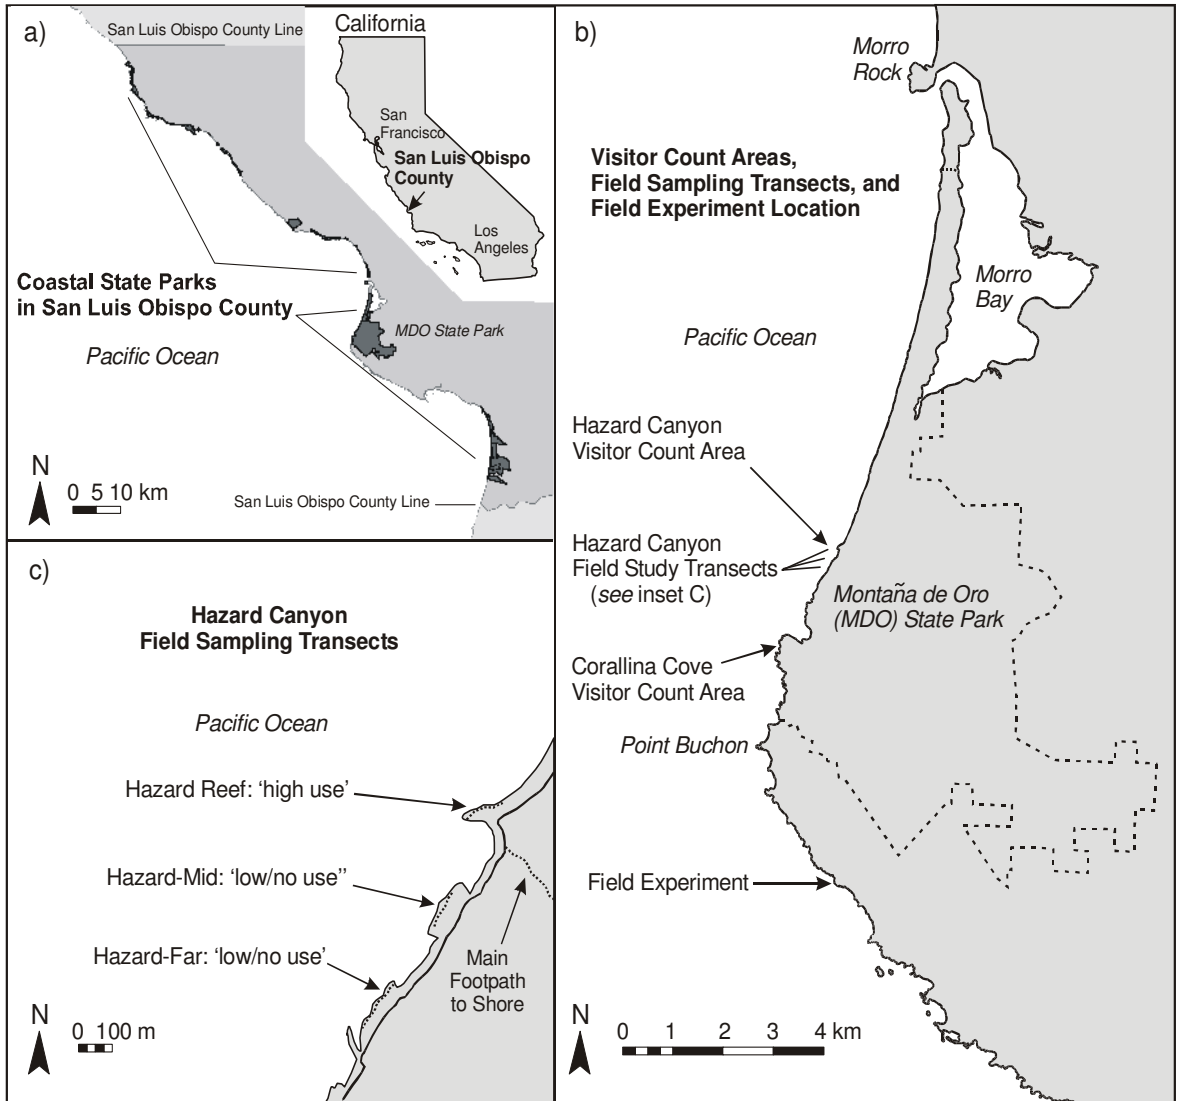 a)
San Luis Obispo County Line
California
San
Francisco
San Luis Obispo
County
Los
Angeles
Coastal State Parks
in San Luis Obispo County
MDO State Park
Pacific Ocean
N
0 5 10 km
San Luis Obispo County Line
b)
Morro
Rock
Visitor Count Areas,
Field Sampling Transects, and
Field Experiment Location
Morro
Bay
Pacific Ocean
Hazard Canyon
Visitor Count Area
Hazard Canyon
Field Study Transects
(see inset C)
Montaña de Oro
(MDO) State Park
Corallina Cove
Visitor Count Area
Point Buchon
Field Experiment
N
0 1 2 3 4 km
c)
Hazard Canyon
Field Sampling Transects
Pacific Ocean
Hazard Reef: ‘high use’
Hazard-Mid: ‘low/no use’’
Hazard-Far: ‘low/no use’
Main
Footpath
to Shore
N
0 100 m